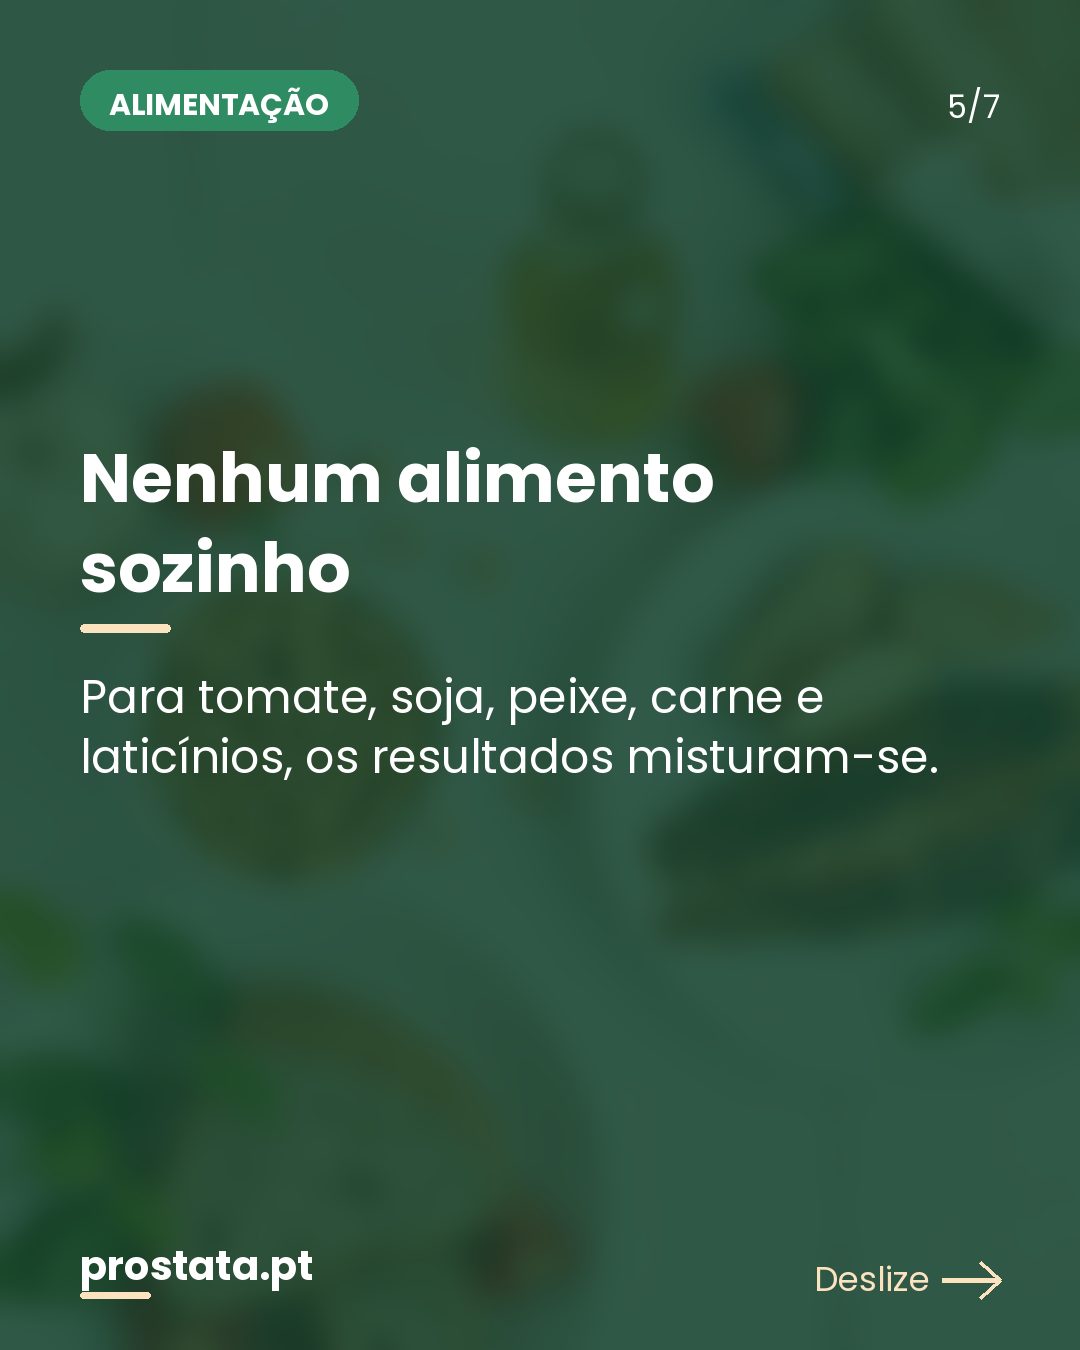 ALIMENTAÇÃO
5/7
Nenhum alimento
sozinho
Para tomate, soja, peixe, carne e
laticínios, os resultados misturam-se.
prostata.pt
Deslize